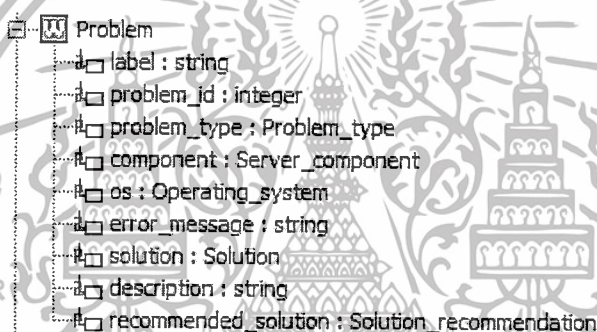 Problem
label : string
problem_id : integer
problem_type : Problem_type
component : Server_component
os : Operating_system
error_message : string
solution : Solution
description : string
recommended_solution : Solution_recommendation